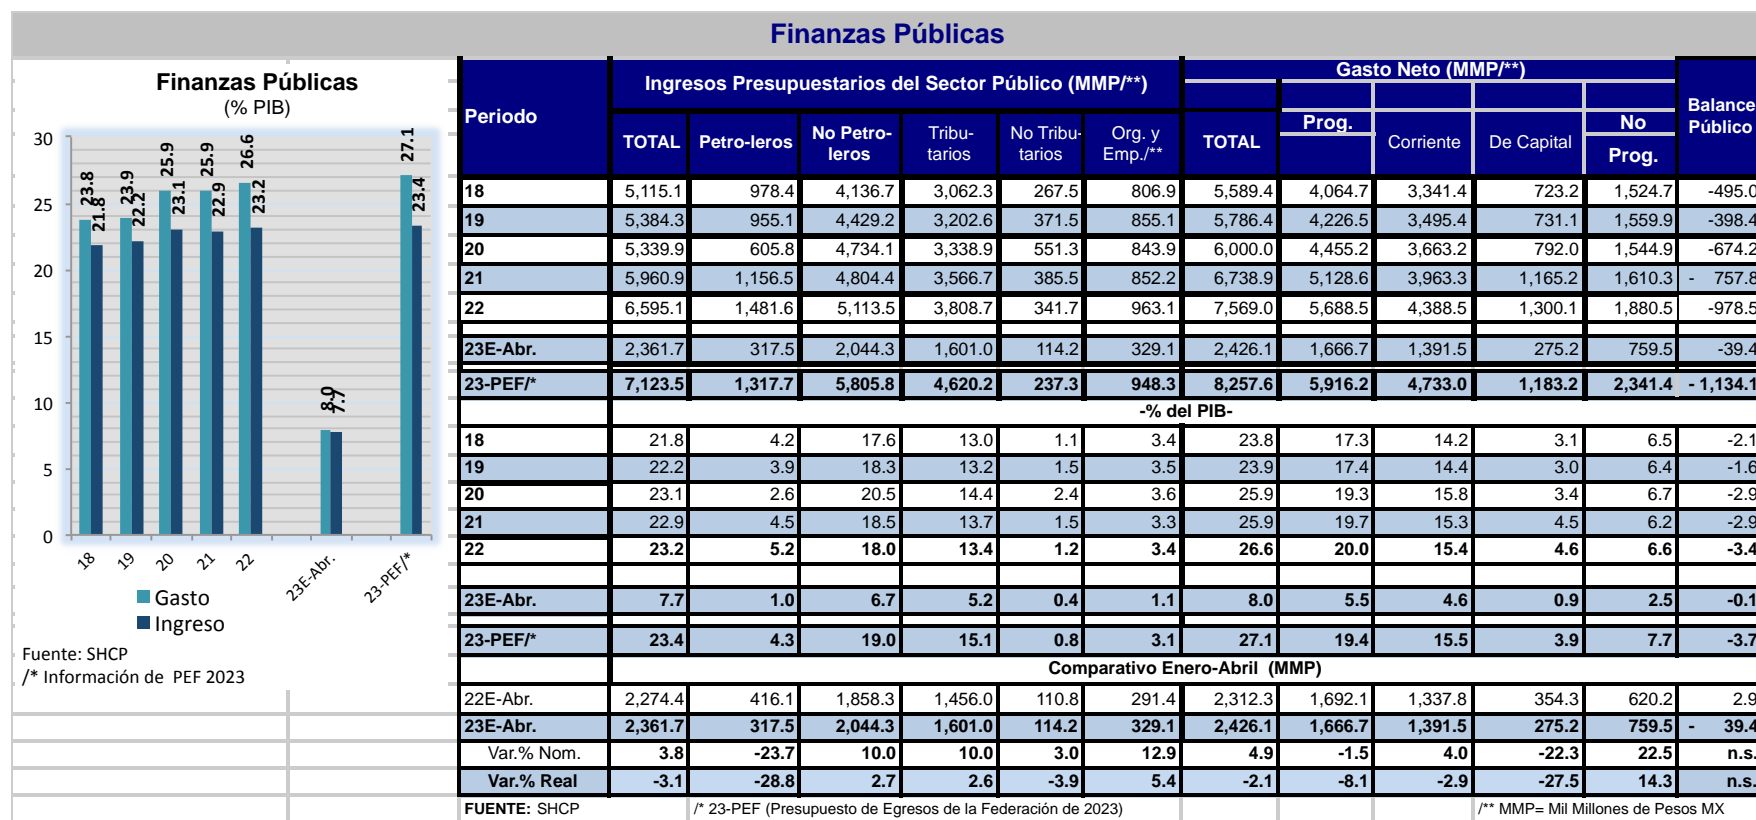 Finanzas Públicas
Finanzas Públicas
(% PIB)
30
25
20
15
10
5
0
23.8
21.8
23.9
22.2
25.9
23.1
25.9
22.9
26.6
23.2
8.0
7.7
27.1
23.4
18
19
20
21
22
23E-Abr.
23-PEF/*
Gasto
Ingreso
Fuente: SHCP
/* Información de PEF 2023
Periodo
Ingresos Presupuestarios del Sector Público (MMP/**)
Gasto Neto (MMP/**)
Balance Público
TOTAL Petro-leros No Petro-leros Tribu-tarios No Tribu-tarios Org. y Emp./** TOTAL Prog. Corriente De Capital No Prog.
18 5,115.1 978.4 4,136.7 3,062.3 267.5 806.9 5,589.4 4,064.7 3,341.4 723.2 1,524.7 -495.0
19 5,384.3 955.1 4,429.2 3,202.6 371.5 855.1 5,786.4 4,226.5 3,495.4 731.1 1,559.9 -398.4
20 5,339.9 605.8 4,734.1 3,338.9 551.3 843.9 6,000.0 4,455.2 3,663.2 792.0 1,544.9 -674.2
21 5,960.9 1,156.5 4,804.4 3,566.7 385.5 852.2 6,738.9 5,128.6 3,963.3 1,165.2 1,610.3 - 757.8
22 6,595.1 1,481.6 5,113.5 3,808.7 341.7 963.1 7,569.0 5,688.5 4,388.5 1,300.1 1,880.5 -978.5
23E-Abr. 2,361.7 317.5 2,044.3 1,601.0 114.2 329.1 2,426.1 1,666.7 1,391.5 275.2 759.5 -39.4
23-PEF/* 7,123.5 1,317.7 5,805.8 4,620.2 237.3 948.3 8,257.6 5,916.2 4,733.0 1,183.2 2,341.4 - 1,134.1
-% del PIB-
18 21.8 4.2 17.6 13.0 1.1 3.4 23.8 17.3 14.2 3.1 6.5 -2.1
19 22.2 3.9 18.3 13.2 1.5 3.5 23.9 17.4 14.4 3.0 6.4 -1.6
20 23.1 2.6 20.5 14.4 2.4 3.6 25.9 19.3 15.8 3.4 6.7 -2.9
21 22.9 4.5 18.5 13.7 1.5 3.3 25.9 19.7 15.3 4.5 6.2 -2.9
22 23.2 5.2 18.0 13.4 1.2 3.4 26.6 20.0 15.4 4.6 6.6 -3.4
23E-Abr. 7.7 1.0 6.7 5.2 0.4 1.1 8.0 5.5 4.6 0.9 2.5 -0.1
23-PEF/* 23.4 4.3 19.0 15.1 0.8 3.1 27.1 19.4 15.5 3.9 7.7 -3.7
Comparativo Enero-Abril (MMP)
22E-Abr. 2,274.4 416.1 1,858.3 1,456.0 110.8 291.4 2,312.3 1,692.1 1,337.8 354.3 620.2 2.9
23E-Abr. 2,361.7 317.5 2,044.3 1,601.0 114.2 329.1 2,426.1 1,666.7 1,391.5 275.2 759.5 - 39.4
Var.% Nom. 3.8 -23.7 10.0 10.0 3.0 12.9 4.9 -1.5 4.0 -22.3 22.5 n.s.
Var.% Real -3.1 -28.8 2.7 2.6 -3.9 5.4 -2.1 -8.1 -2.9 -27.5 14.3 n.s.
FUENTE: SHCP /* 23-PEF (Presupuesto de Egresos de la Federación de 2023) /** MMP= Mil Millones de Pesos MX